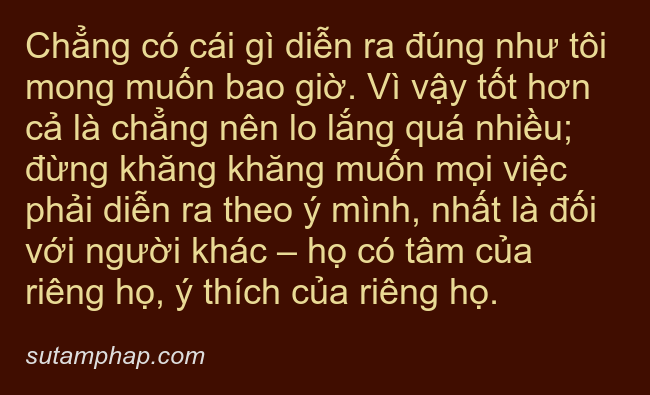 Chẳng có cái gì diễn ra đúng như tôi
mong muốn bao giờ. Vì vậy tốt hơn
cả là chẳng nên lo lắng quá nhiều;
đừng khăng khăng muốn mọi việc
phải diễn ra theo ý mình, nhất là đối
với người khác – họ có tâm của
riêng họ, ý thích của riêng họ.
sutamphap.com